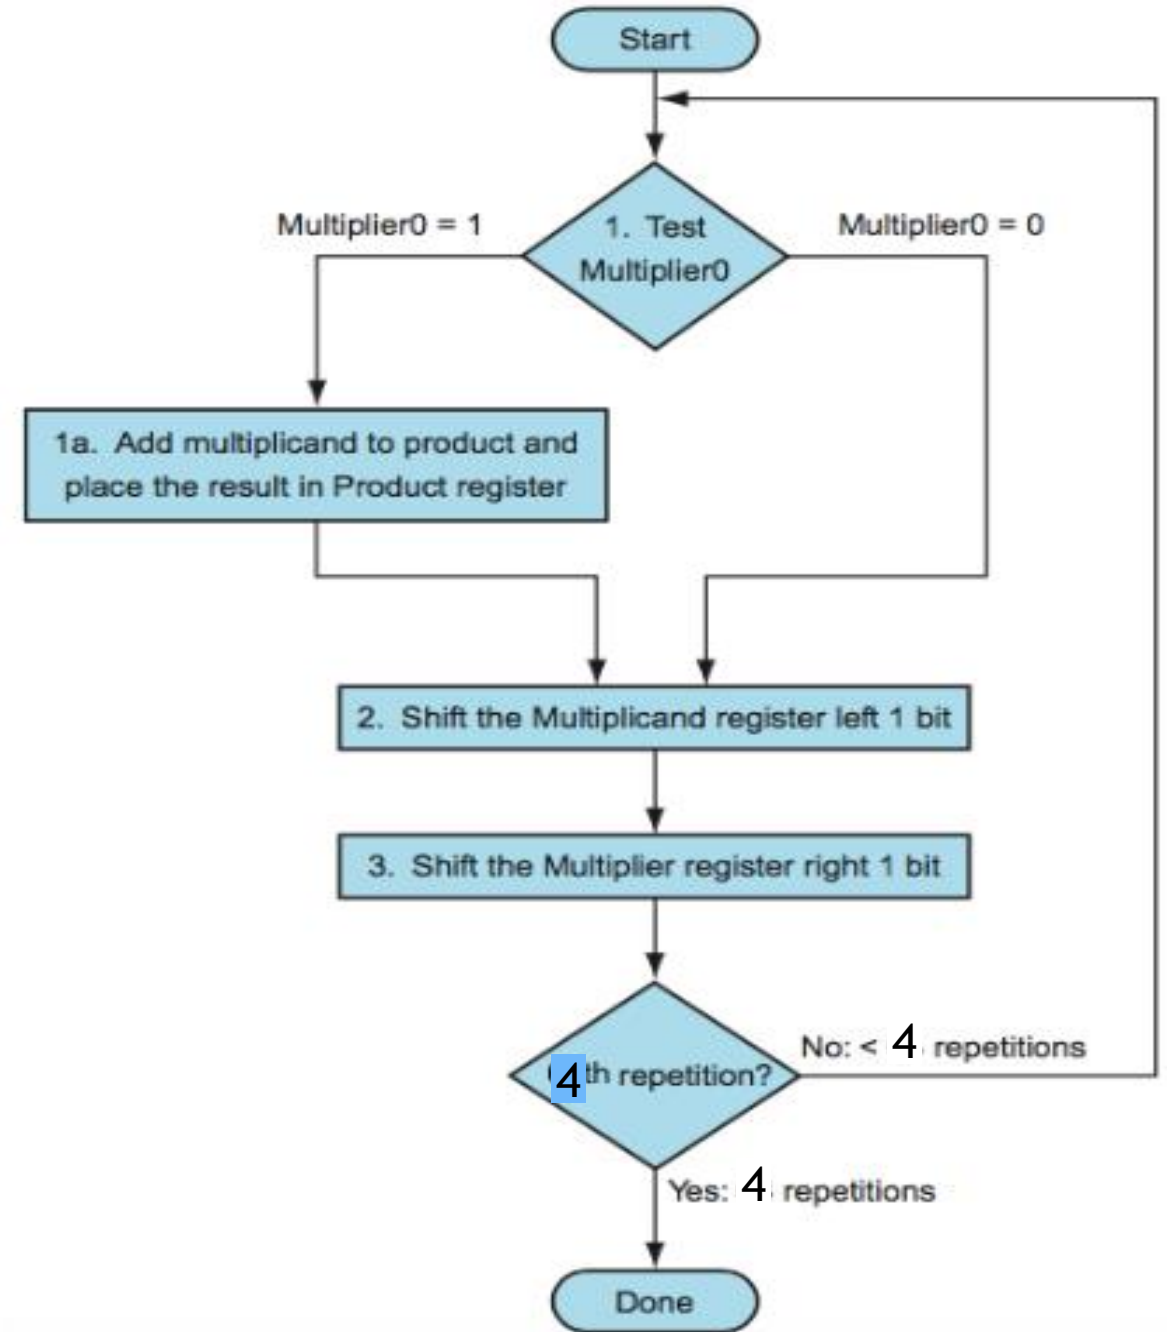 Start
Multiplier0 = 1
1. Test
Multiplier0
Multiplier0 = 0
1a. Add multiplicand to product and
place the result in Product register
2. Shift the Multiplicand register left 1 bit
3. Shift the Multiplier register right 1 bit
4th repetition?
No: < 4 repetitions
Yes: 4 repetitions
Done